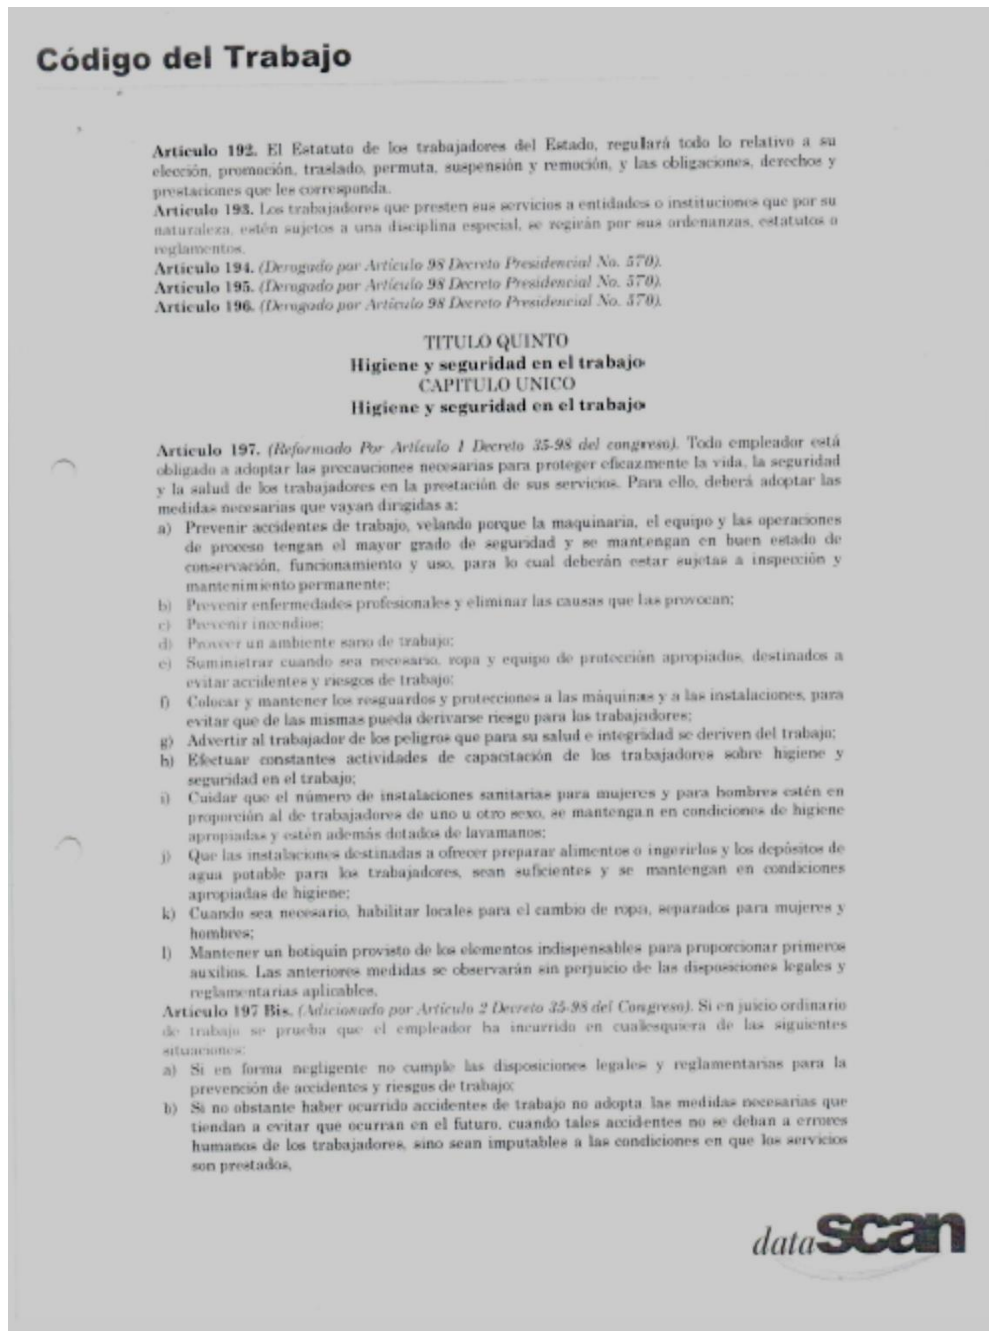 Código del Trabajo
Artículo 192. El Estatuto de los trabajadores del Estado, regulará todo lo relativo a su
elección, promoción, traslado, permuta, suspensión y remoción, y las obligaciones, derechos y
prestaciones que les corresponda.
Artículo 193. Los trabajadores que presten sus servicios a entidades o instituciones que por su
naturaleza, estén sujetos a una disciplina especial, se regirán por sus ordenanzas, estatutos o
reglamentos.
Artículo 194. (Derogado por Artículo 98 Decreto Presidencial No. 570).
Artículo 195. (Derogado por Artículo 98 Decreto Presidencial No. 570).
Artículo 196. (Derogado por Artículo 98 Decreto Presidencial No. 570).
TITULO QUINTO
Higiene y seguridad en el trabajo
CAPITULO UNICO
Higiene y seguridad en el trabajo
Artículo 197. (Reformado Por Artículo 1 Decreto 35-98 del congreso). Todo empleador está
obligado a adoptar las precauciones necesarias para proteger eficazmente la vida, la seguridad
y la salud de los trabajadores en la prestación de sus servicios. Para ello, deberá adoptar las
medidas necesarias que vayan dirigidas a:
a) Prevenir accidentes de trabajo, velando porque la maquinaria, el equipo y las operaciones
de proceso tengan el mayor grado de seguridad y se mantengan en buen estado de
conservación, funcionamiento y uso, para lo cual deberán estar sujetas a inspección y
mantenimiento permanente;
b) Prevenir enfermedades profesionales y eliminar las causas que las provocan;
c) Prevenir incendios;
d) Proveer un ambiente sano de trabajo;
e) Suministrar cuando sea necesario, ropa y equipo de protección apropiados, destinados a
evitar accidentes y riesgos de trabajo;
f) Colocar y mantener los resguardos y protecciones a las máquinas y a las instalaciones, para
evitar que de las mismas pueda derivarse riesgo para los trabajadores;
g) Advertir al trabajador de los peligros que para su salud e integridad se deriven del trabajo;
h) Efectuar constantes actividades de capacitación de los trabajadores sobre higiene y
seguridad en el trabajo;
i) Cuidar que el número de instalaciones sanitarias para mujeres y para hombres estén en
proporción al de trabajadores de uno u otro sexo, se mantengan en condiciones de higiene
apropiadas y estén además dotados de lavamanos;
j) Que las instalaciones destinadas a ofrecer preparar alimentos o ingerirlos y los depósitos de
agua potable para los trabajadores, sean suficientes y se mantengan en condiciones
apropiadas de higiene;
k) Cuando sea necesario, habilitar locales para el cambio de ropa, separados para mujeres y
hombres;
l) Mantener un botiquín provisto de los elementos indispensables para proporcionar primeros
auxilios. Las anteriores medidas se observarán sin perjuicio de las disposiciones legales y
reglamentarias aplicables.
Artículo 197 Bis. (Adicionado por Artículo 2 Decreto 35-98 del Congreso). Si en juicio ordinario
de trabajo se prueba que el empleador ha incurrido en cualesquiera de las siguientes
situaciones:
a) Si en forma negligente no cumple las disposiciones legales y reglamentarias para la
prevención de accidentes y riesgos de trabajo;
b) Si no obstante haber ocurrido accidentes de trabajo no adopta las medidas necesarias que
tiendan a evitar que ocurran en el futuro, cuando tales accidentes no se deban a errores
humanos de los trabajadores, sino sean imputables a las condiciones en que los servicios
son prestados,
datascan